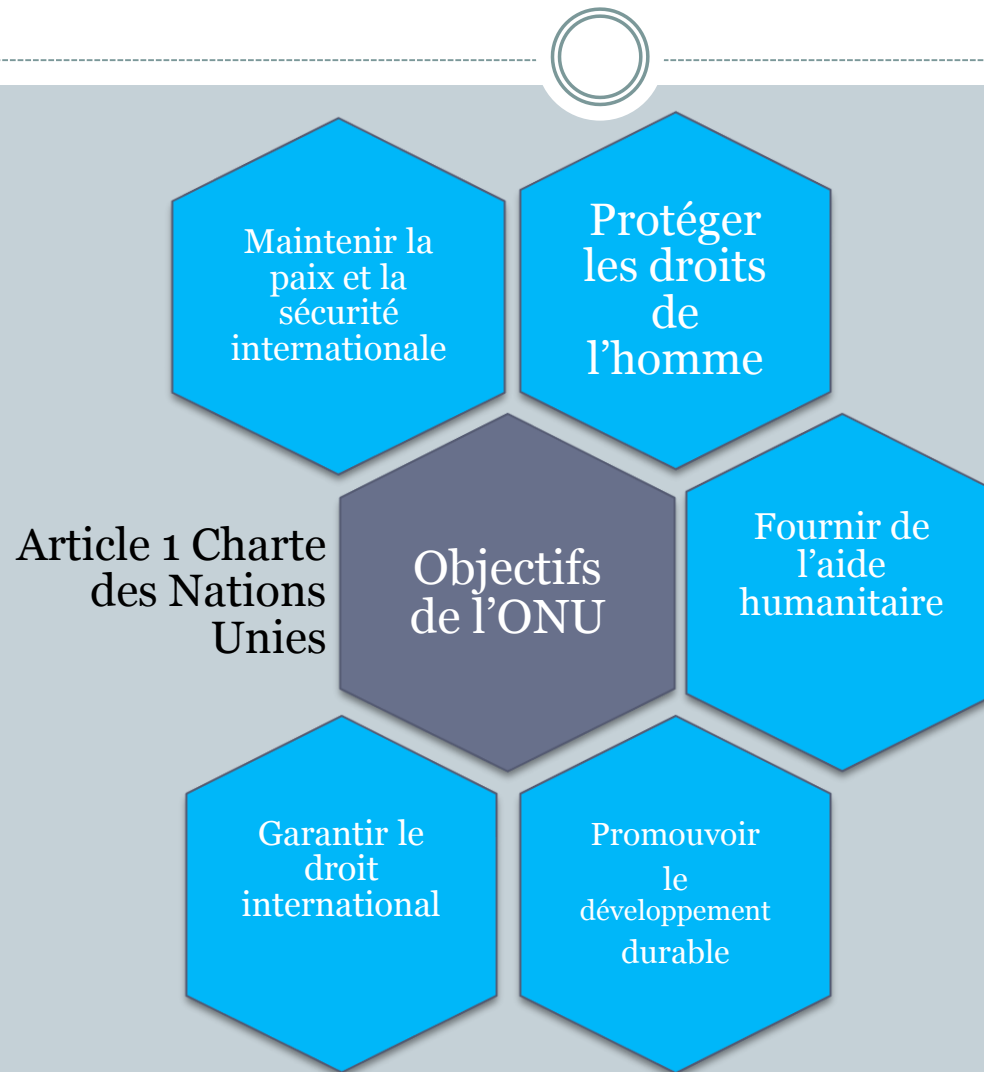 Maintenir la
paix et la
sécurité
internationale
Protéger
les droits
de
l’homme
Article 1 Charte
des Nations
Unies
Objectifs
de l’ONU
Fournir de
l’aide
humanitaire
Garantir le
droit
international
Promouvoir
le
développement
durable